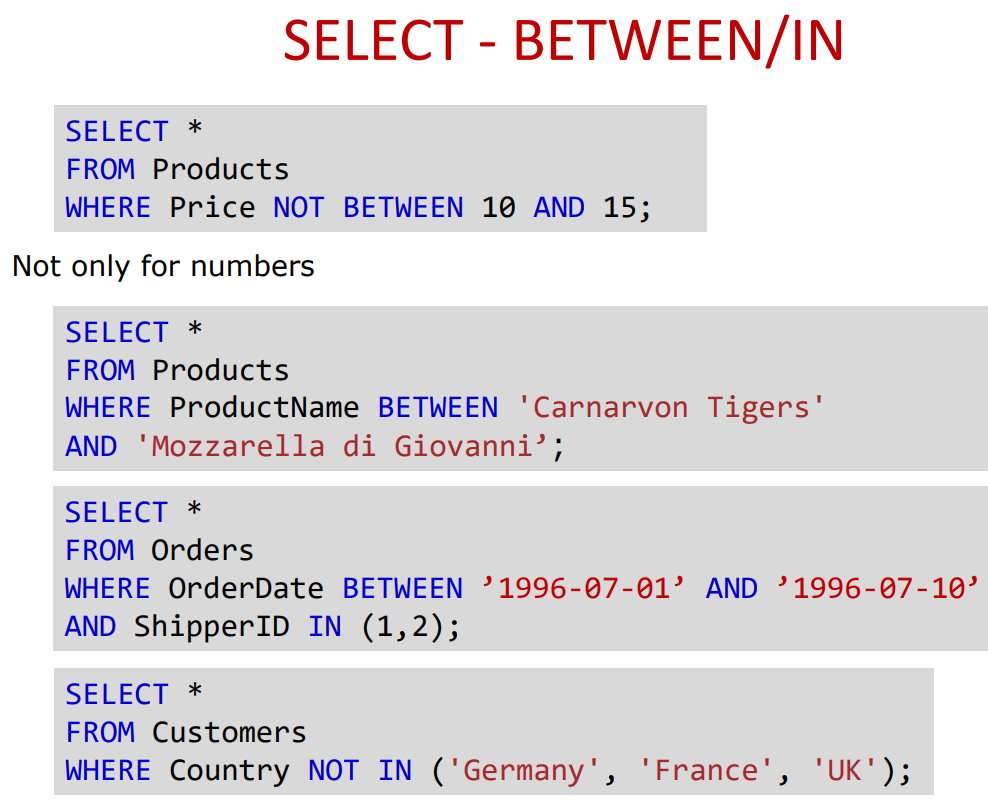 SELECT - BETWEEN/IN
SELECT *
FROM Products
WHERE Price NOT BETWEEN 10 AND 15;
Not only for numbers
SELECT *
FROM Products
WHERE ProductName BETWEEN 'Carnarvon Tigers'
AND 'Mozzarella di Giovanni’;
SELECT *
FROM Orders
WHERE OrderDate BETWEEN ’1996-07-01’ AND ’1996-07-10’
AND ShipperID IN (1,2);
SELECT *
FROM Customers
WHERE Country NOT IN ('Germany', 'France', 'UK');